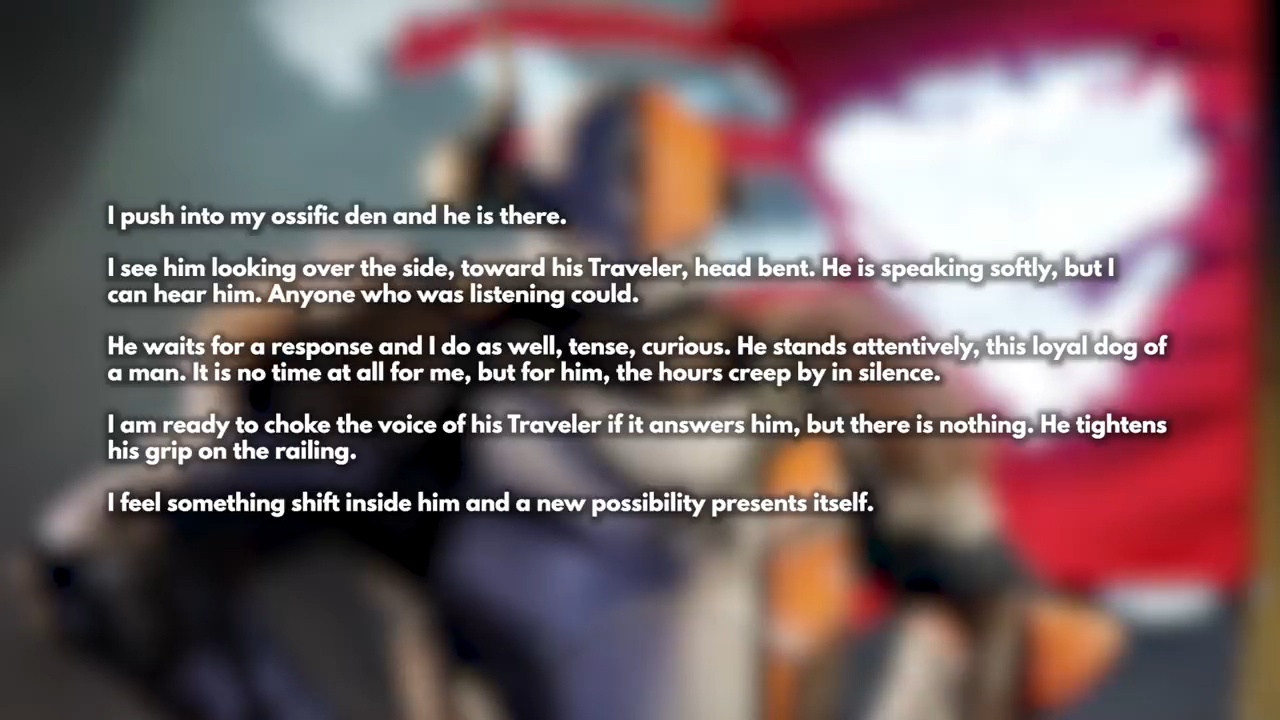 I push into my ossific den and he is there.
I see him looking over the side, toward his Traveler, head bent. He is speaking softly, but I
can hear him. Anyone who was listening could.
He waits for a response and I do as well, tense, curious. He stands attentively, this loyal dog of
a man. It is no time at all for me, but for him, the hours creep by in silence.
I am ready to choke the voice of his Traveler if it answers him, but there is nothing. He tightens
his grip on the railing.
I feel something shift inside him and a new possibility presents itself.